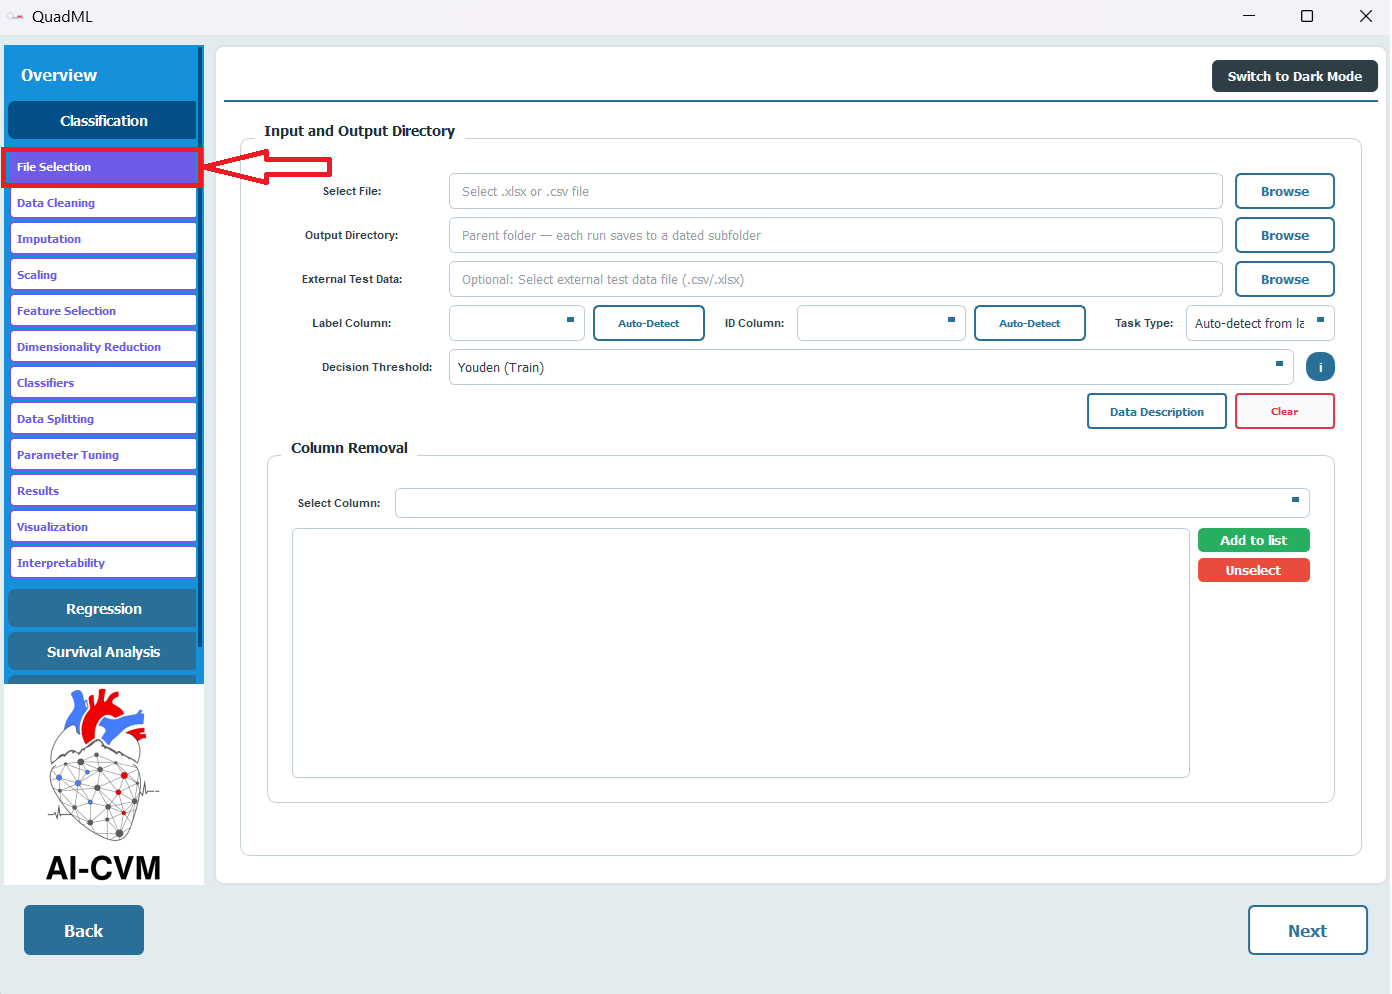 QuadML
Overview
Switch to Dark Mode
Classification
File Selection
Data Cleaning
Imputation
Scaling
Feature Selection
Dimensionality Reduction
Classifiers
Data Splitting
Parameter Tuning
Results
Visualization
Interpretability
Regression
Survival Analysis
AI-CVM
Input and Output Directory
Select File: Select .xlsx or .csv file Browse
Output Directory: Parent folder — each run saves to a dated subfolder Browse
External Test Data: Optional: Select external test data file (.csv/.xlsx) Browse
Label Column: Auto-Detect ID Column: Auto-Detect Task Type: Auto-detect from la
Decision Threshold: Youden (Train) i
Data Description Clear
Column Removal
Select Column:
Add to list
Unselect
Back Next